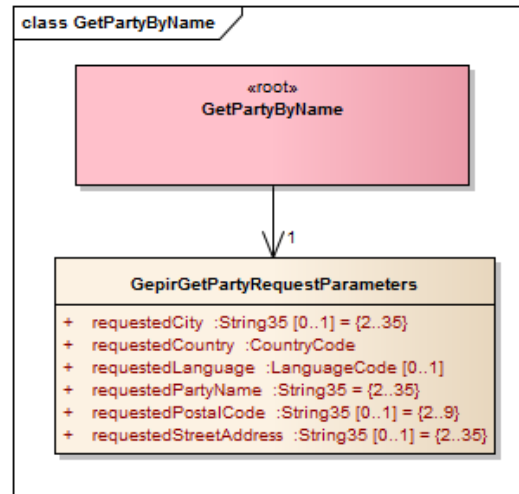 class GetPartyByName
«root»
GetPartyByName
1
GepirGetPartyRequestParameters
+ requestedCity :String35 [0..1] = {2..35}
+ requestedCountry :CountryCode
+ requestedLanguage :LanguageCode [0..1]
+ requestedPartyName :String35 = {2..35}
+ requestedPostalCode :String35 [0..1] = {2..9}
+ requestedStreetAddress :String35 [0..1] = {2..35}